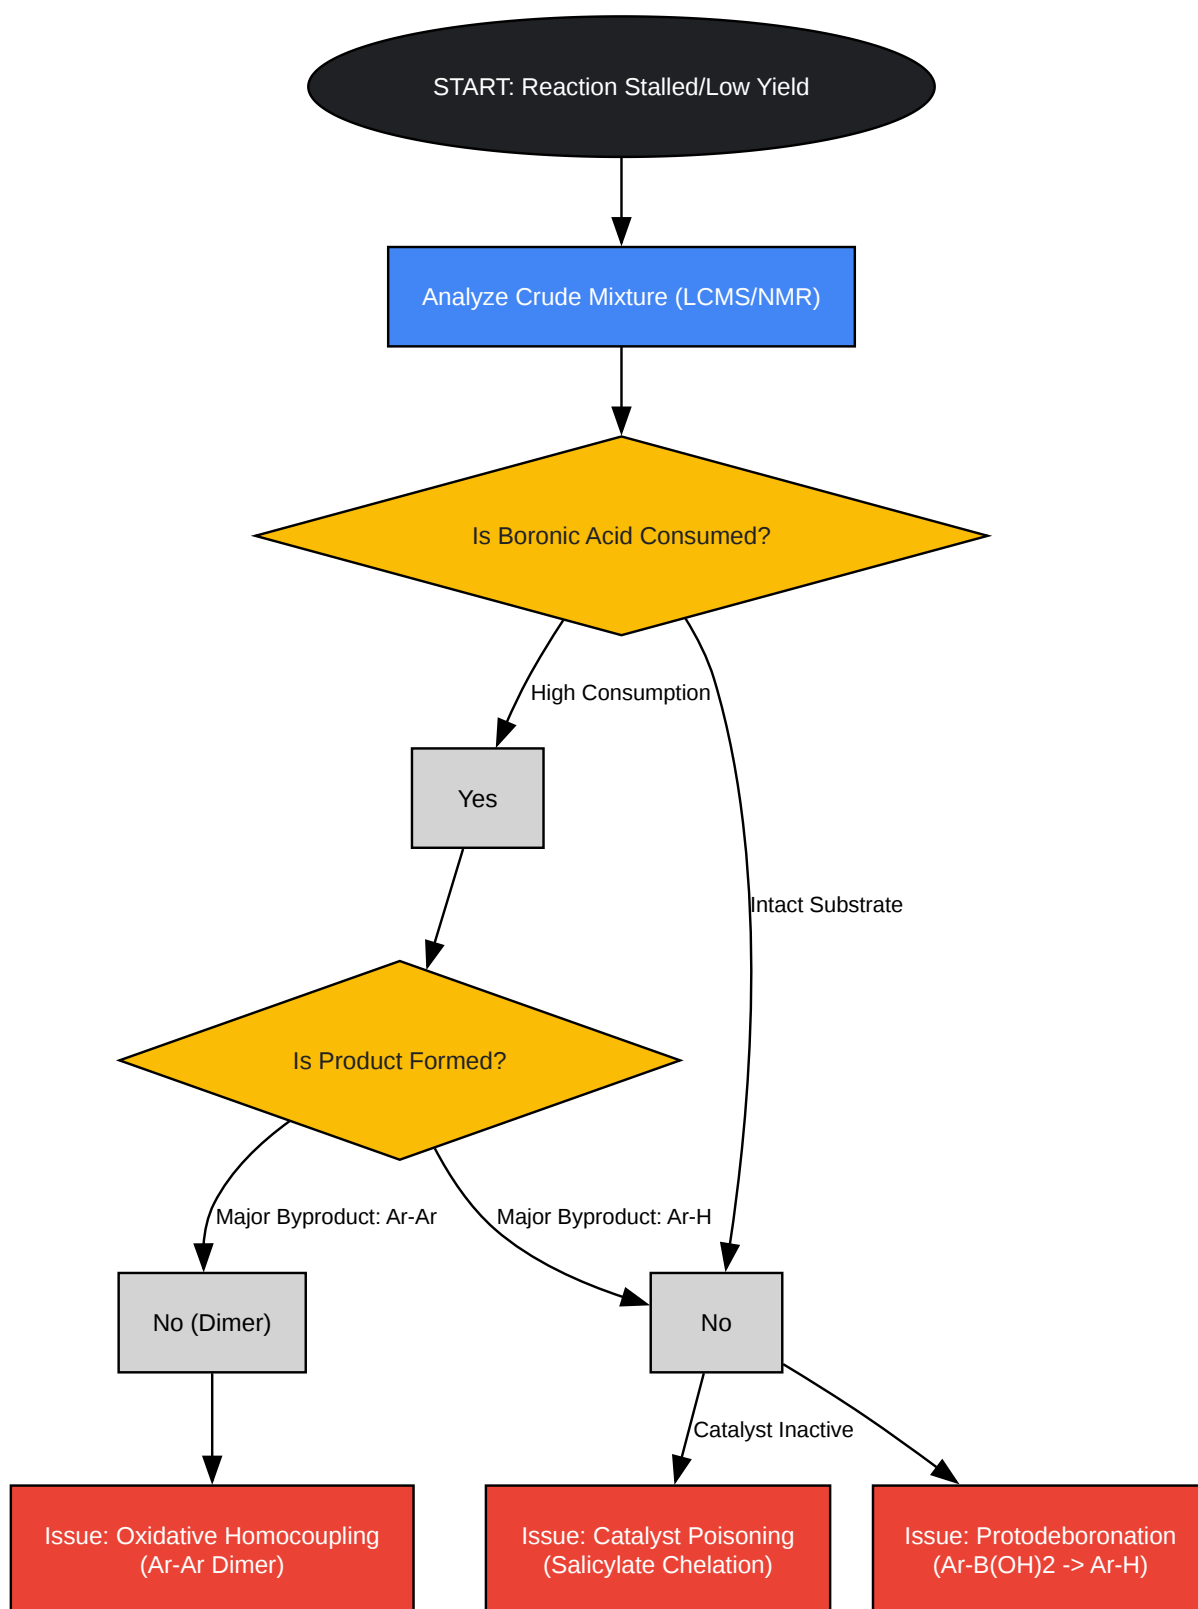 START: Reaction Stalled/Low Yield
Analyze Crude Mixture (LCMS/NMR)
Is Boronic Acid Consumed?
High Consumption
Yes
Intact Substrate
Is Product Formed?
Major Byproduct: Ar-Ar
Major Byproduct: Ar-H
No (Dimer)
No
Catalyst Inactive
Issue: Oxidative Homocoupling
(Ar-Ar Dimer)
Issue: Catalyst Poisoning
(Salicylate Chelation)
Issue: Protodeboronation
(Ar-B(OH)2 -> Ar-H)